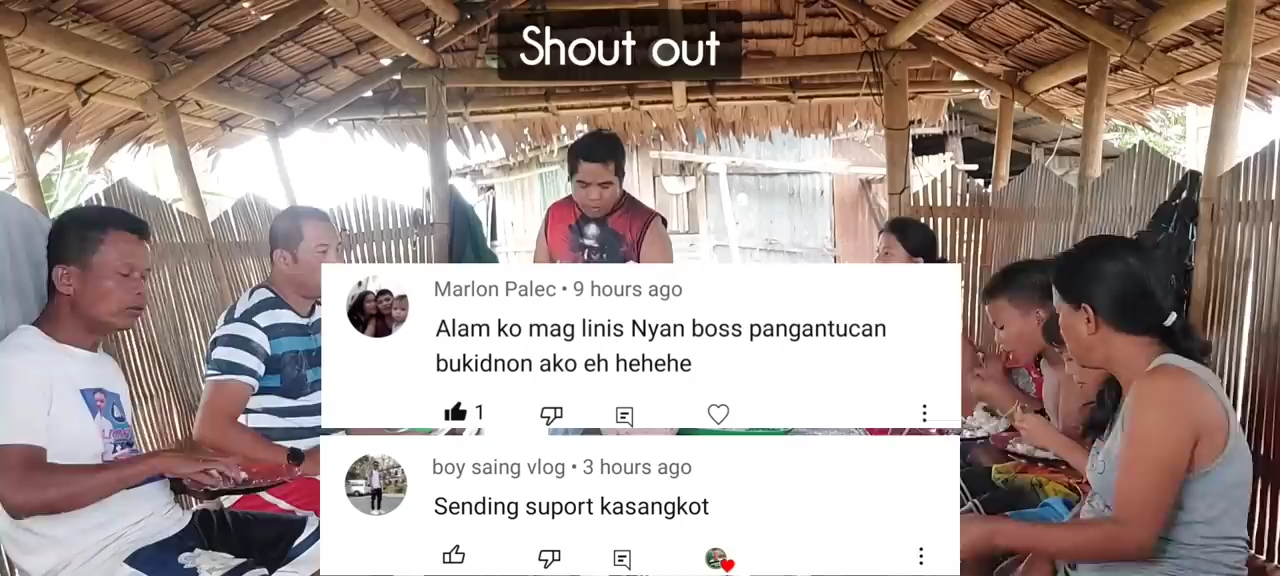 Shout out
Marlon Palec • 9 hours ago
Alam ko mag linis Nyan boss pangantucan
bukidnon ako eh hehehe
1
boy saing vlog • 3 hours ago
Sending suport kasangkot